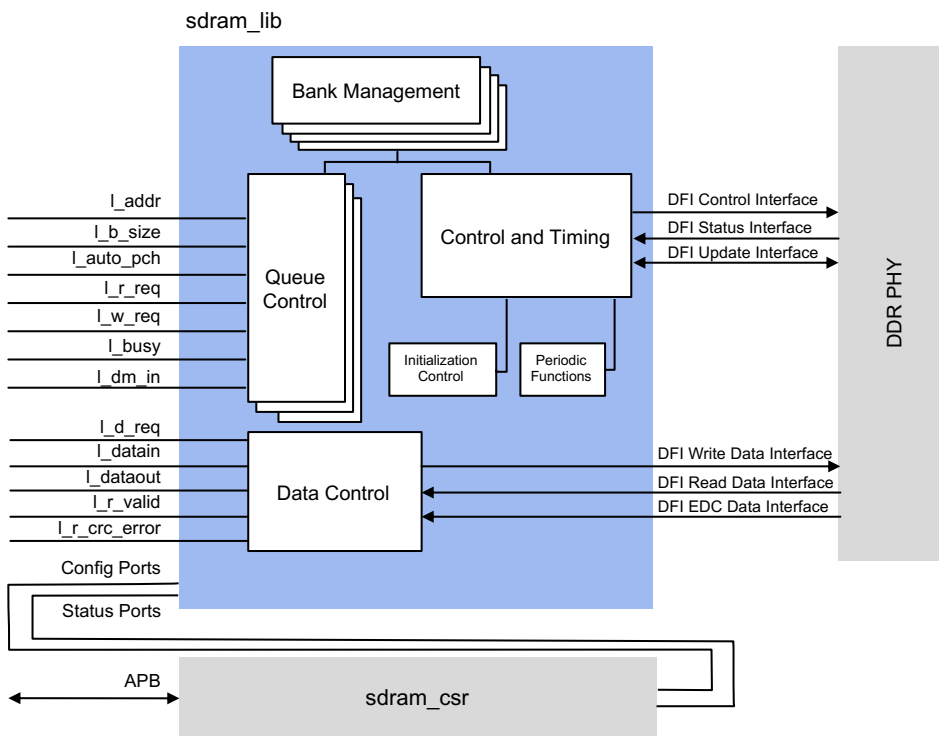 sdram_lib
Bank Management
l_addr
l_b_size
l_auto_pch
l_r_req
l_w_req
l_busy
l_dm_in
Queue
Control
Control and Timing
DFI Control Interface
DFI Status Interface
DFI Update Interface
DDR PHY
Initialization
Control
Periodic
Functions
l_d_req
l_datain
l_dataout
l_r_valid
l_r_crc_error
Data Control
DFI Write Data Interface
DFI Read Data Interface
DFI EDC Data Interface
Config Ports
Status Ports
APB
sdram_csr